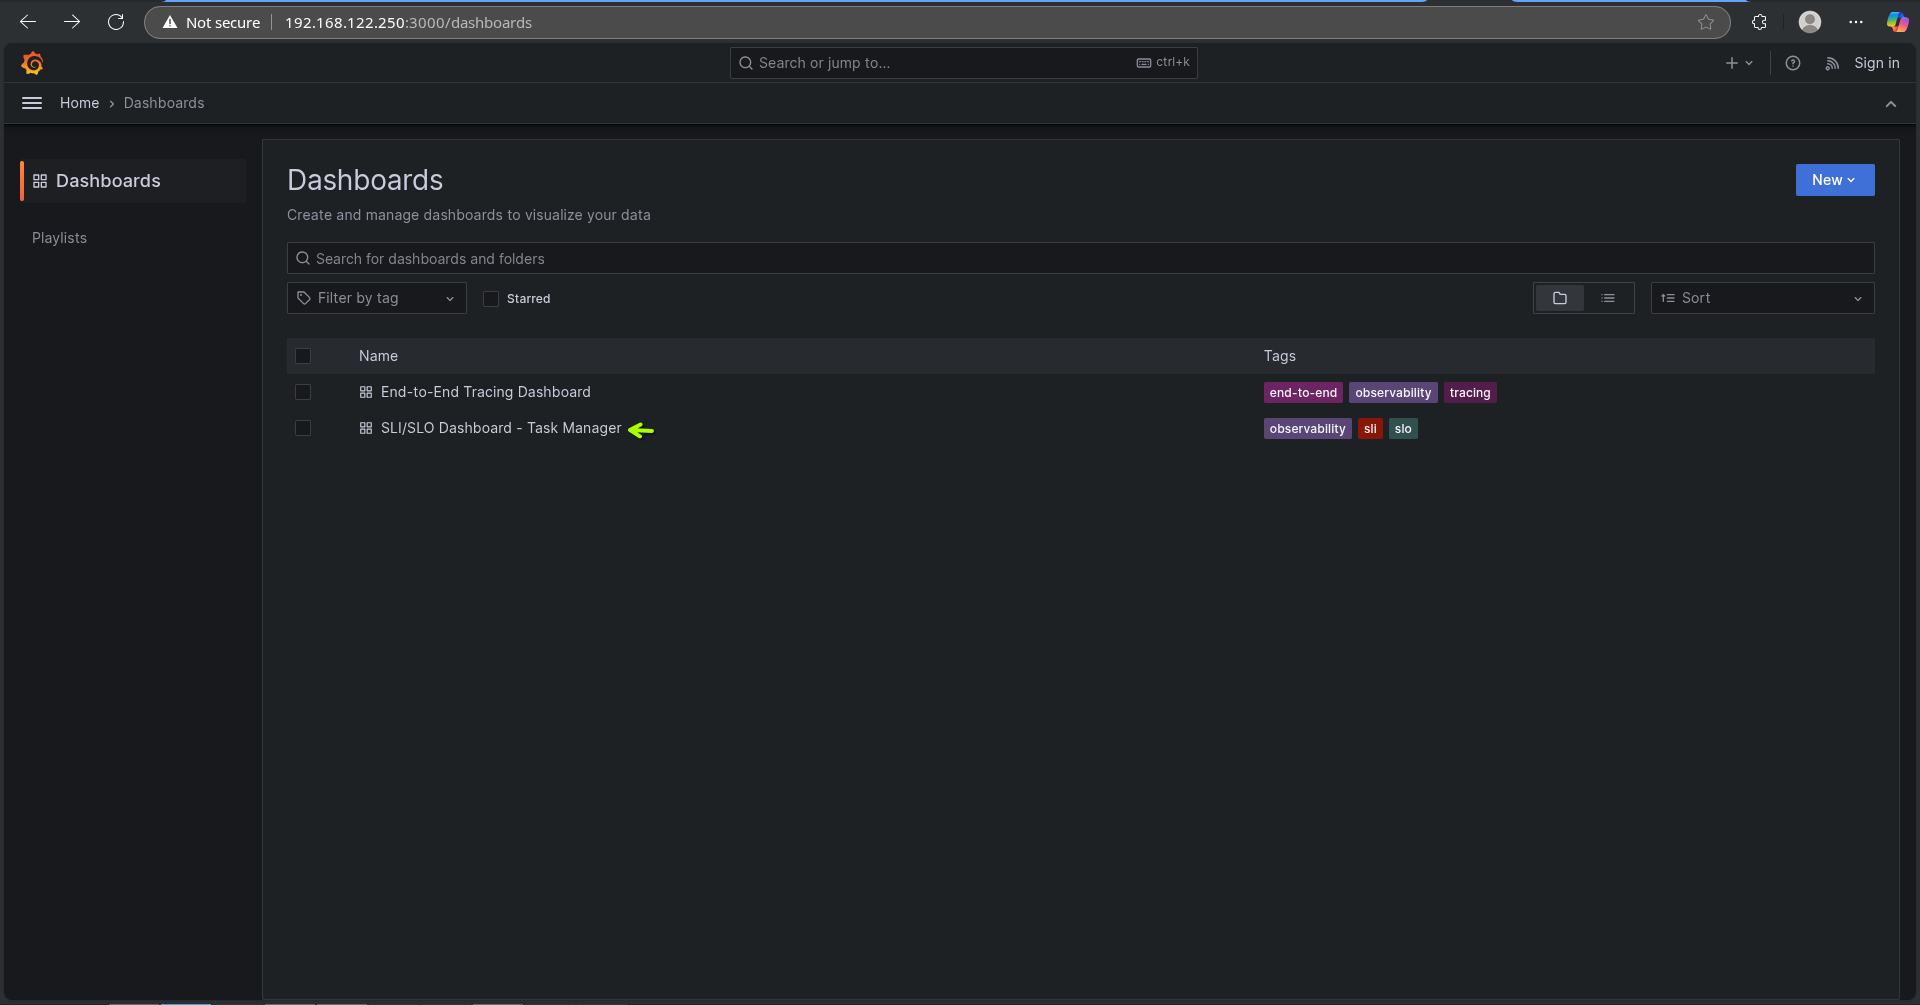 Not secure 192.168.122.250:3000/dashboards
Search or jump to... ctrl+k
Sign in
Home › Dashboards
Dashboards
Playlists
Dashboards
New
Create and manage dashboards to visualize your data
Search for dashboards and folders
Filter by tag Starred Sort
Name Tags
End-to-End Tracing Dashboard end-to-end observability tracing
SLI/SLO Dashboard - Task Manager observability sli slo